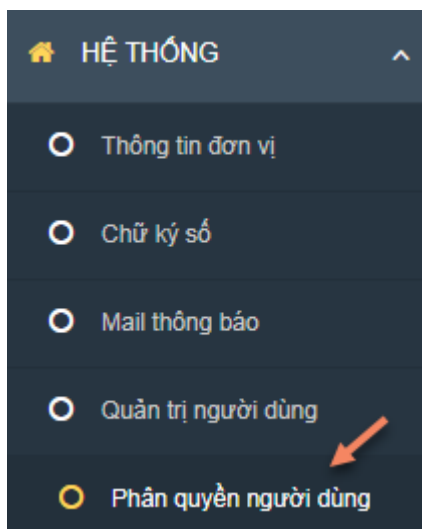 HỆ THỐNG
Thông tin đơn vị
Chữ ký số
Mail thông báo
Quản trị người dùng
Phân quyền người dùng